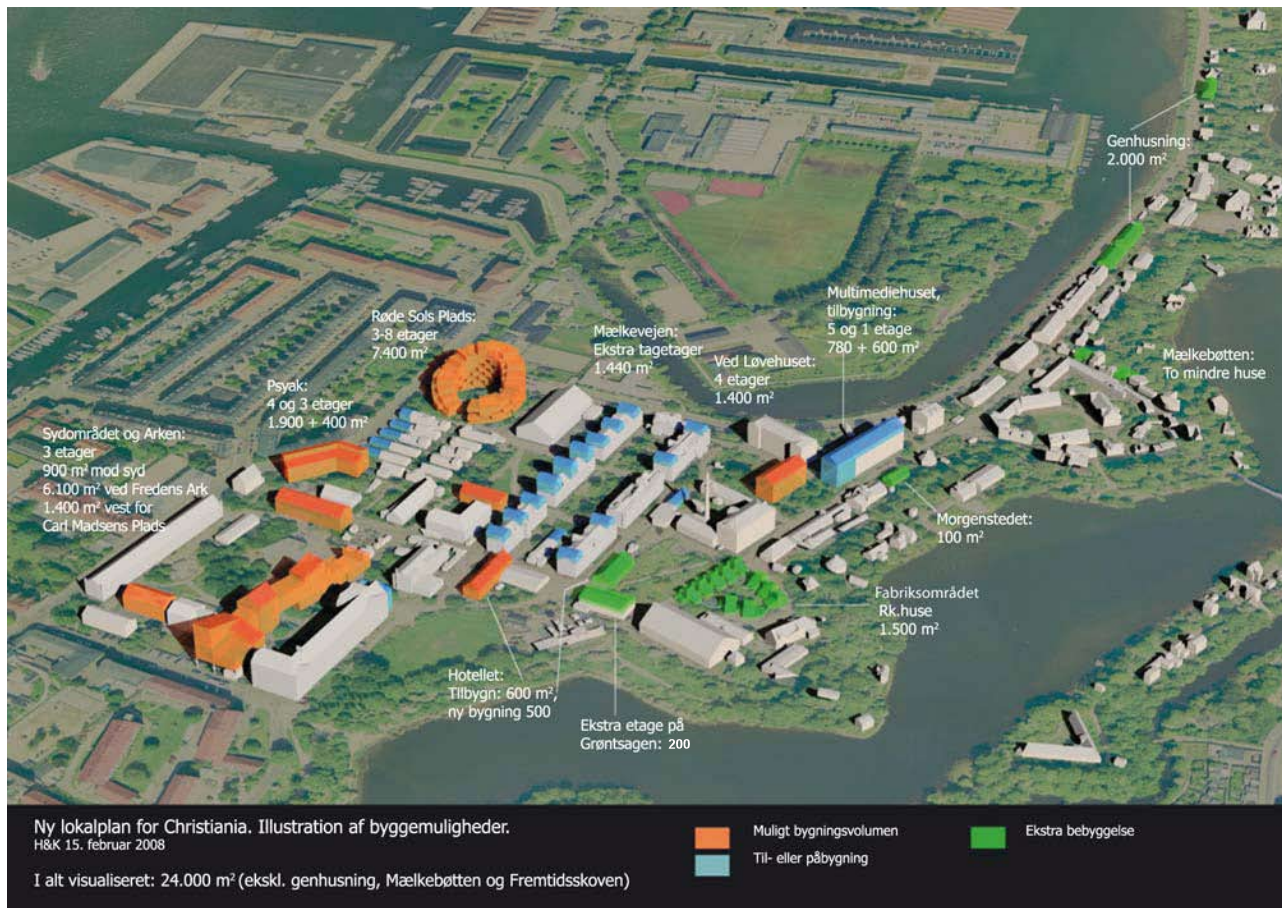 Genhusning:
2.000 m²
Røde Sols Plads:
3-8 etager
7.400 m²
Mælkevejen:
Ekstra tagetager
1.440 m²
Multimediehuset,
tilbygning:
5 og 1 etage
780 + 600 m²
Ved Løvehuset:
4 etager
1.400 m²
Mælkebøtten:
To mindre huse
Psyak:
4 og 3 etager
1.900 + 400 m²
Sydområdet og Arken:
3 etager
900 m² mod syd
6.100 m² ved Fredens Ark
1.400 m² vest for
Carl Madsens Plads
Morgenstedet:
100 m²
Fabriksområdet
Rk.huse
1.500 m²
Hotellet:
Tilbygn: 600 m²,
ny bygning 500
Ekstra etage på
Grøntsagen: 200
Ny lokalplan for Christiania. Illustration af byggemuligheder.
H&K 15. februar 2008
I alt visualiseret: 24.000 m² (ekskl. genhusning, Mælkebøtten og Fremtidsskoven)
Muligt bygningsvolumen
Til- eller påbygning
Ekstra bebyggelse